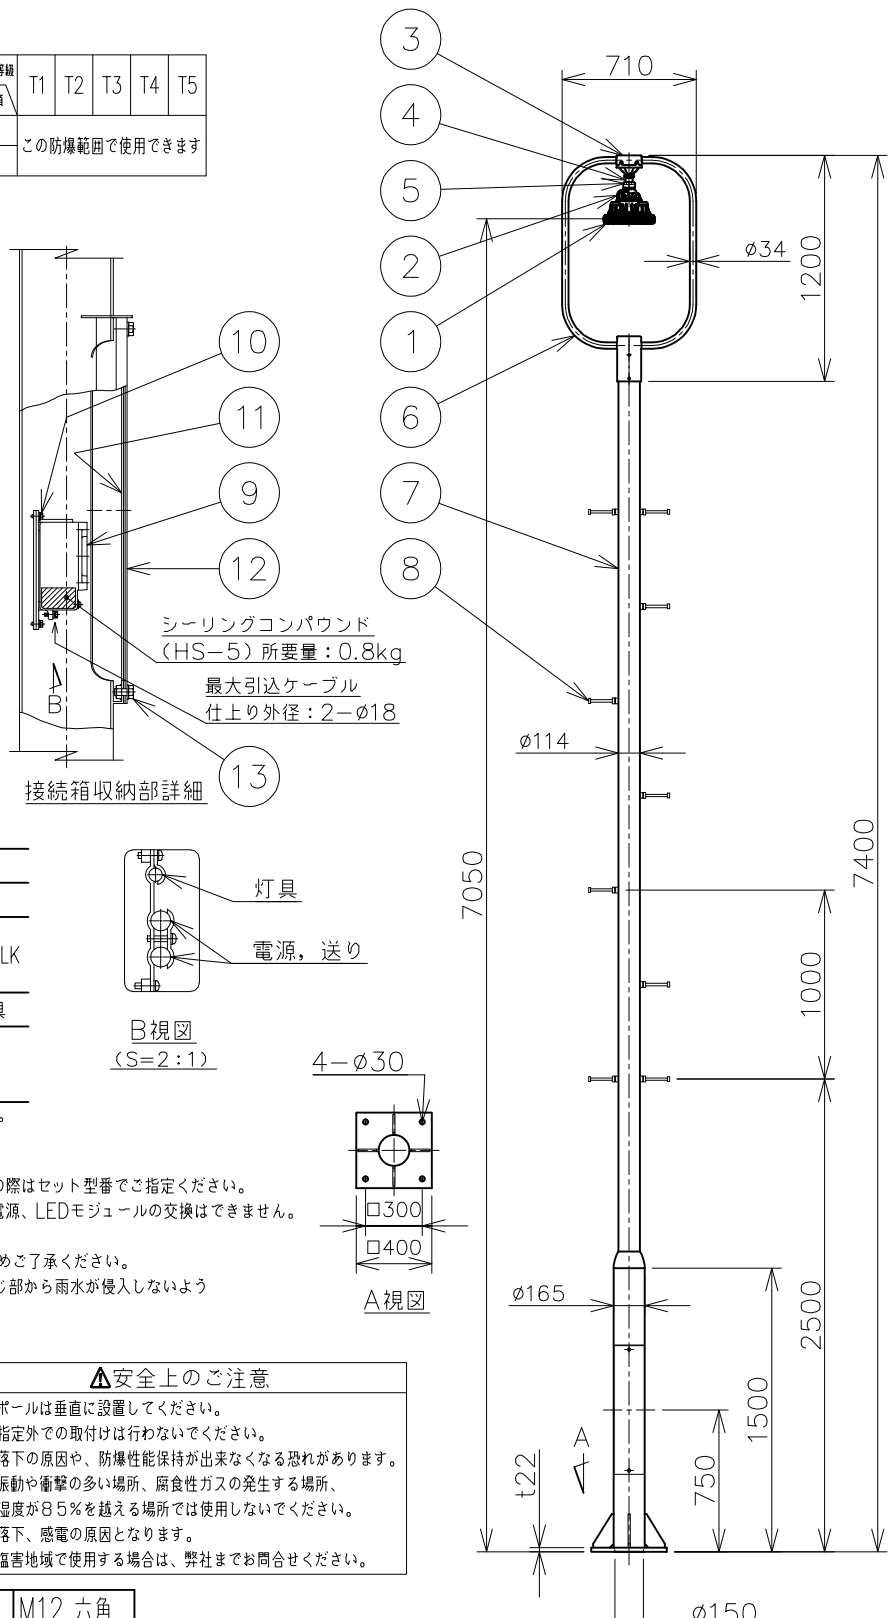 等級
T1 T2 T3 T4 T5
この防爆範囲で使用できます
3
4
5
2
1
6
7
8
710
ø34
1200
7050
7400
ø114
1000
2500
ø165
1500
750
t22
A
ø150
10
11
9
12
シーリングコンパウンド
(HS-5) 所要量:0.8kg
最大引込ケーブル
仕上り外径:2-ø18
B
13
接続箱収納部詳細
灯具
電源, 送り
B視図
(S=2:1)
LK
4-ø30
□300
□400
A視図
の際はセット型番でご指定ください。
電源、LEDモジュールの交換はできません。
めご了承ください。
じ部から雨水が侵入しないよう
⚠安全上のご注意
ポールは垂直に設置してください。
指定外での取付けは行わないでください。
落下の原因や、防爆性能保持が出来なくなる恐れがあります。
振動や衝撃の多い場所、腐食性ガスの発生する場所、
湿度が85%を越える場所では使用しないでください。
落下、感電の原因となります。
塩害地域で使用する場合は、弊社までお問合せください。
M12 六角